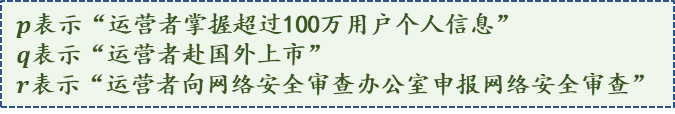 p表示“运营者掌握超过100万用户个人信息”
q表示“运营者赴国外上市”
r表示“运营者向网络安全审查办公室申报网络安全审查”